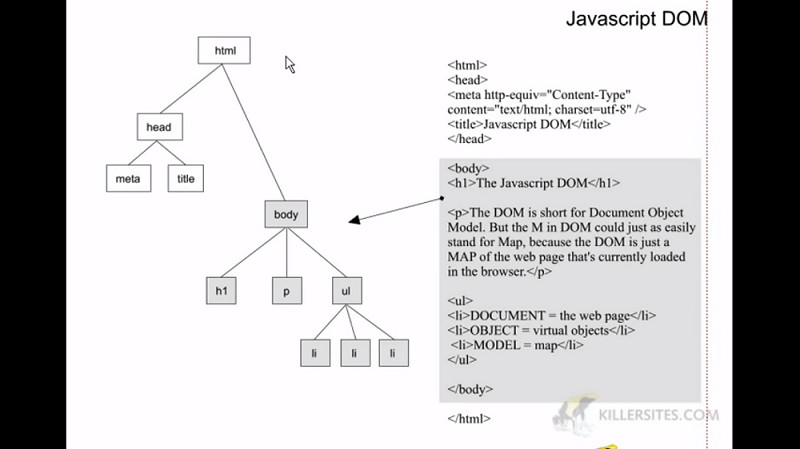 Javascript DOM
html
head
meta
title
body
h1
p
ul
li
li
li
<html>
<head>
<meta http-equiv="Content-Type"
content="text/html; charset=utf-8" />
<title>Javascript DOM</title>
</head>
<body>
<h1>The Javascript DOM</h1>
<p>The DOM is short for Document Object
Model. But the M in DOM could just as easily
stand for Map, because the DOM is just a
MAP of the web page that's currently loaded
in the browser.</p>
<ul>
<li>DOCUMENT = the web page</li>
<li>OBJECT = virtual objects</li>
<li>MODEL = map</li>
</ul>
</body>
</html>
KILLERSITES.COM